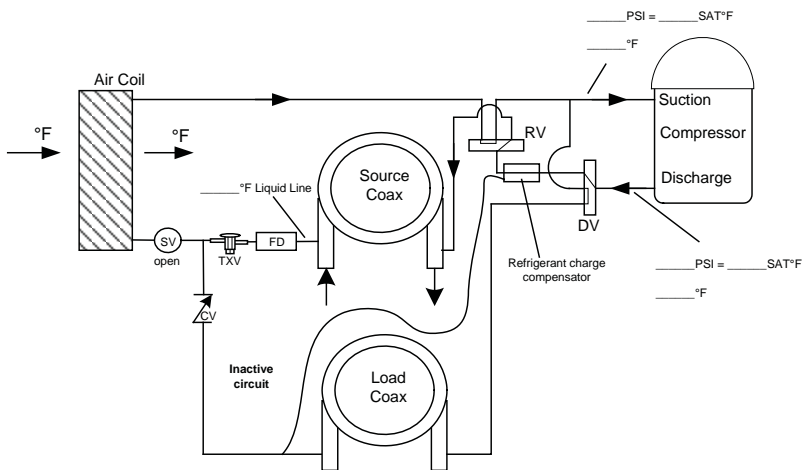 ______PSI = ______SAT°F
______°F
Air Coil
°F
°F
Suction
Compressor
Discharge
RV
Source
Coax
______°F Liquid Line
SV
open
TXV
FD
DV
Refrigerant charge
compensator
______PSI = ______SAT°F
______°F
CV
Inactive
circuit
Load
Coax